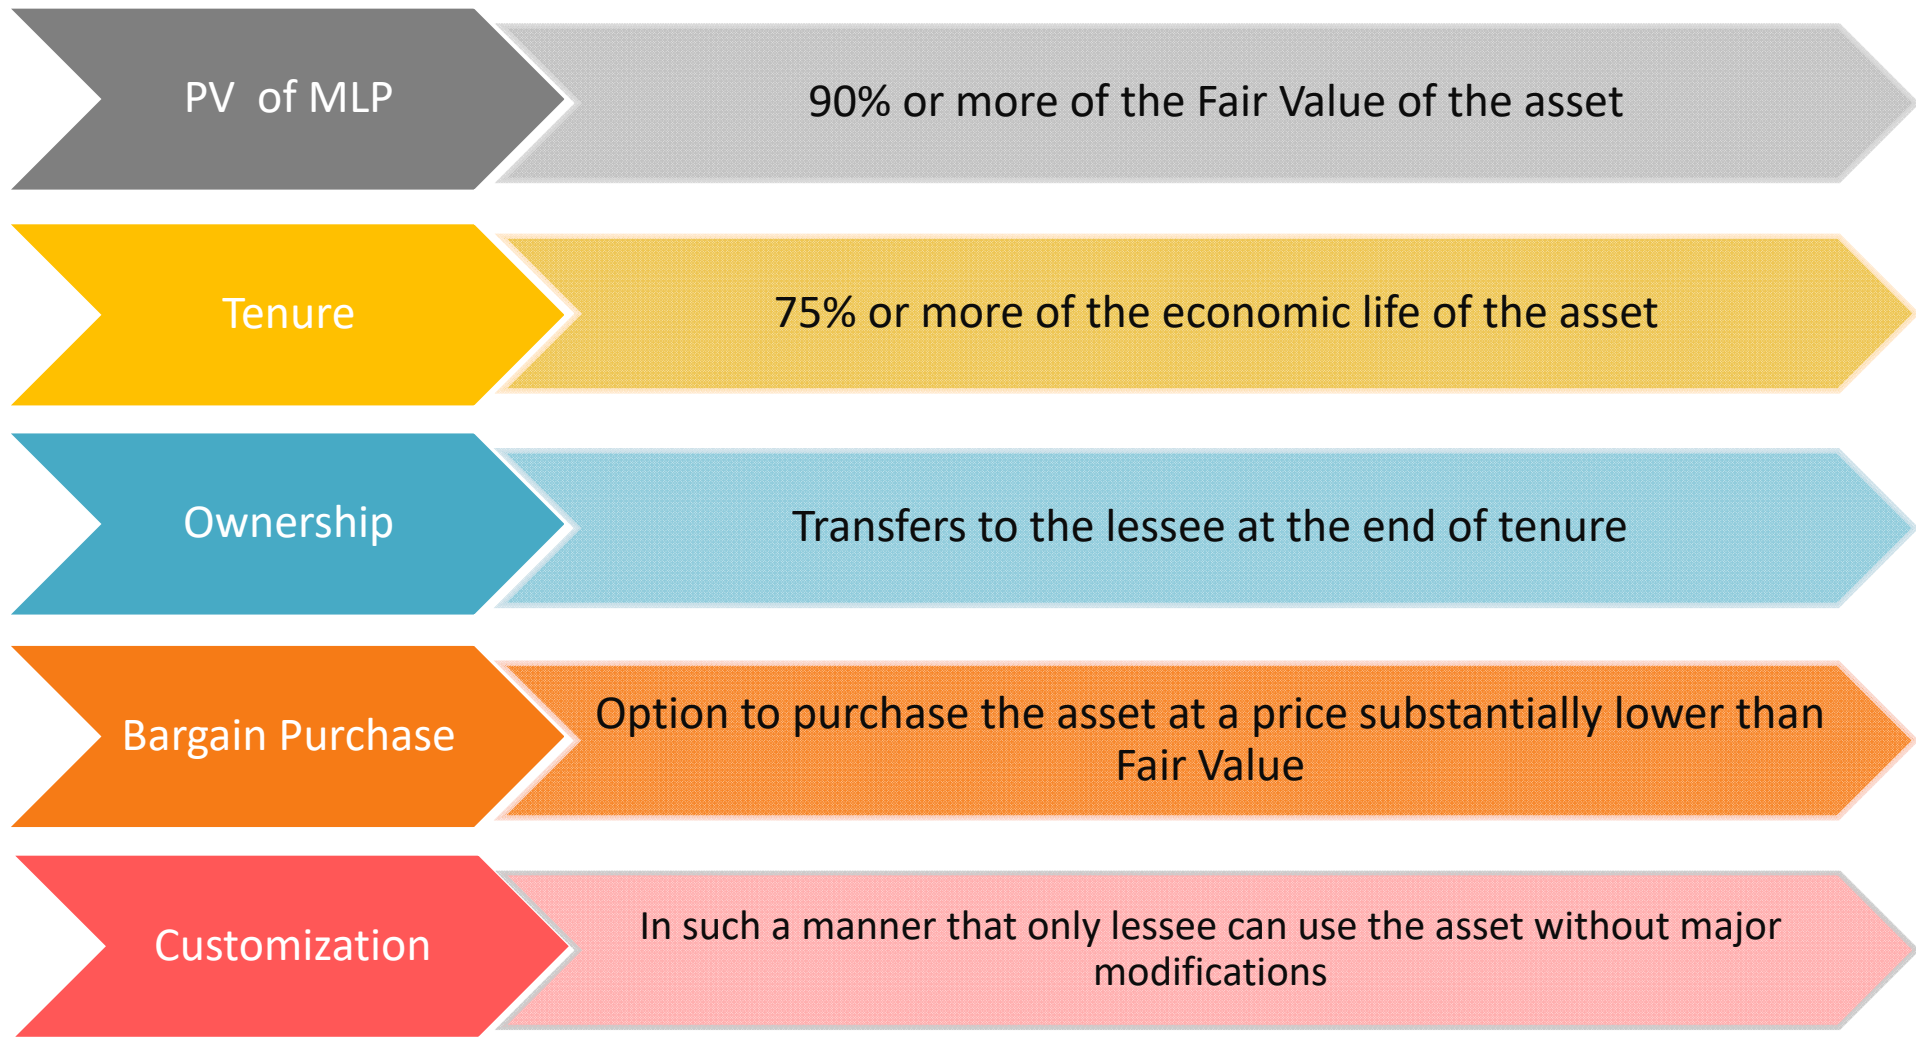 PV of MLP
90% or more of the Fair Value of the asset
Tenure
75% or more of the economic life of the asset
Ownership
Transfers to the lessee at the end of tenure
Bargain Purchase
Option to purchase the asset at a price substantially lower than
Fair Value
Customization
In such a manner that only lessee can use the asset without major
modifications